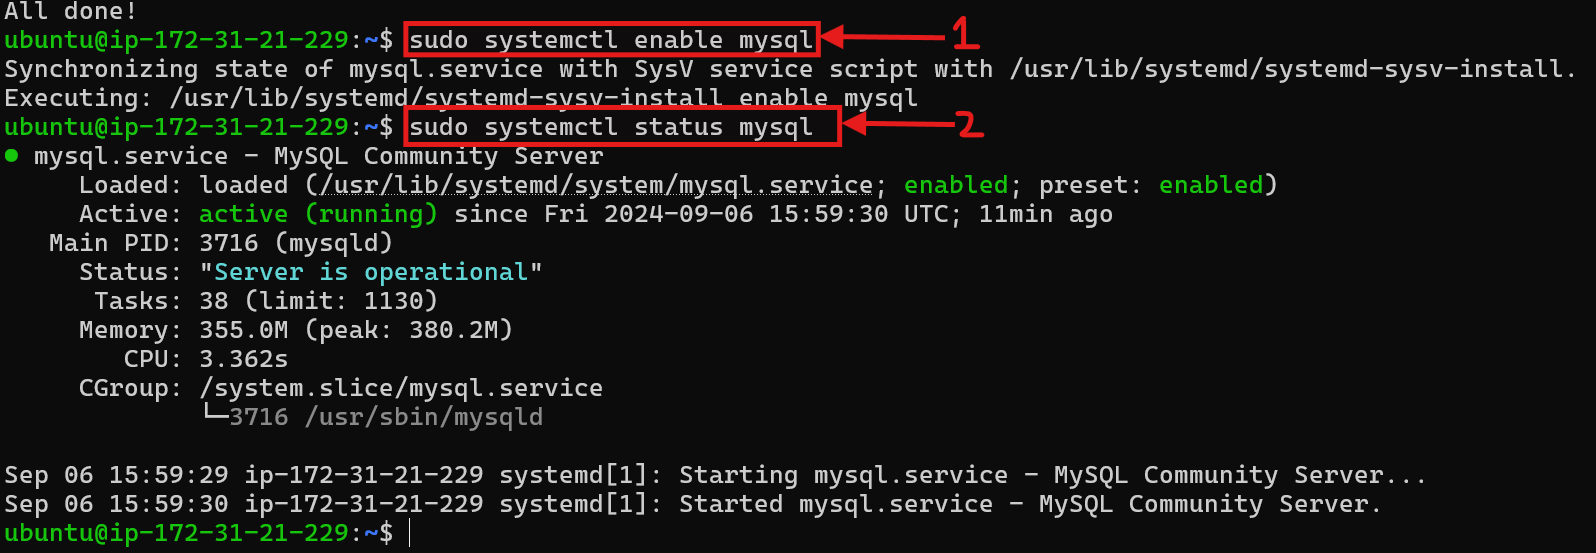 All done!
ubuntu@ip-172-31-21-229:~$ sudo systemctl enable mysql 1
Synchronizing state of mysql.service with SysV service script with /usr/lib/systemd/systemd-sysv-install.
Executing: /usr/lib/systemd/systemd-sysv-install enable mysql
ubuntu@ip-172-31-21-229:~$ sudo systemctl status mysql 2
● mysql.service - MySQL Community Server
     Loaded: loaded (/usr/lib/systemd/system/mysql.service; enabled; preset: enabled)
     Active: active (running) since Fri 2024-09-06 15:59:30 UTC; 11min ago
   Main PID: 3716 (mysqld)
     Status: "Server is operational"
      Tasks: 38 (limit: 1130)
     Memory: 355.0M (peak: 380.2M)
        CPU: 3.362s
     CGroup: /system.slice/mysql.service
             └─3716 /usr/sbin/mysqld
Sep 06 15:59:29 ip-172-31-21-229 systemd[1]: Starting mysql.service - MySQL Community Server...
Sep 06 15:59:30 ip-172-31-21-229 systemd[1]: Started mysql.service - MySQL Community Server.
ubuntu@ip-172-31-21-229:~$